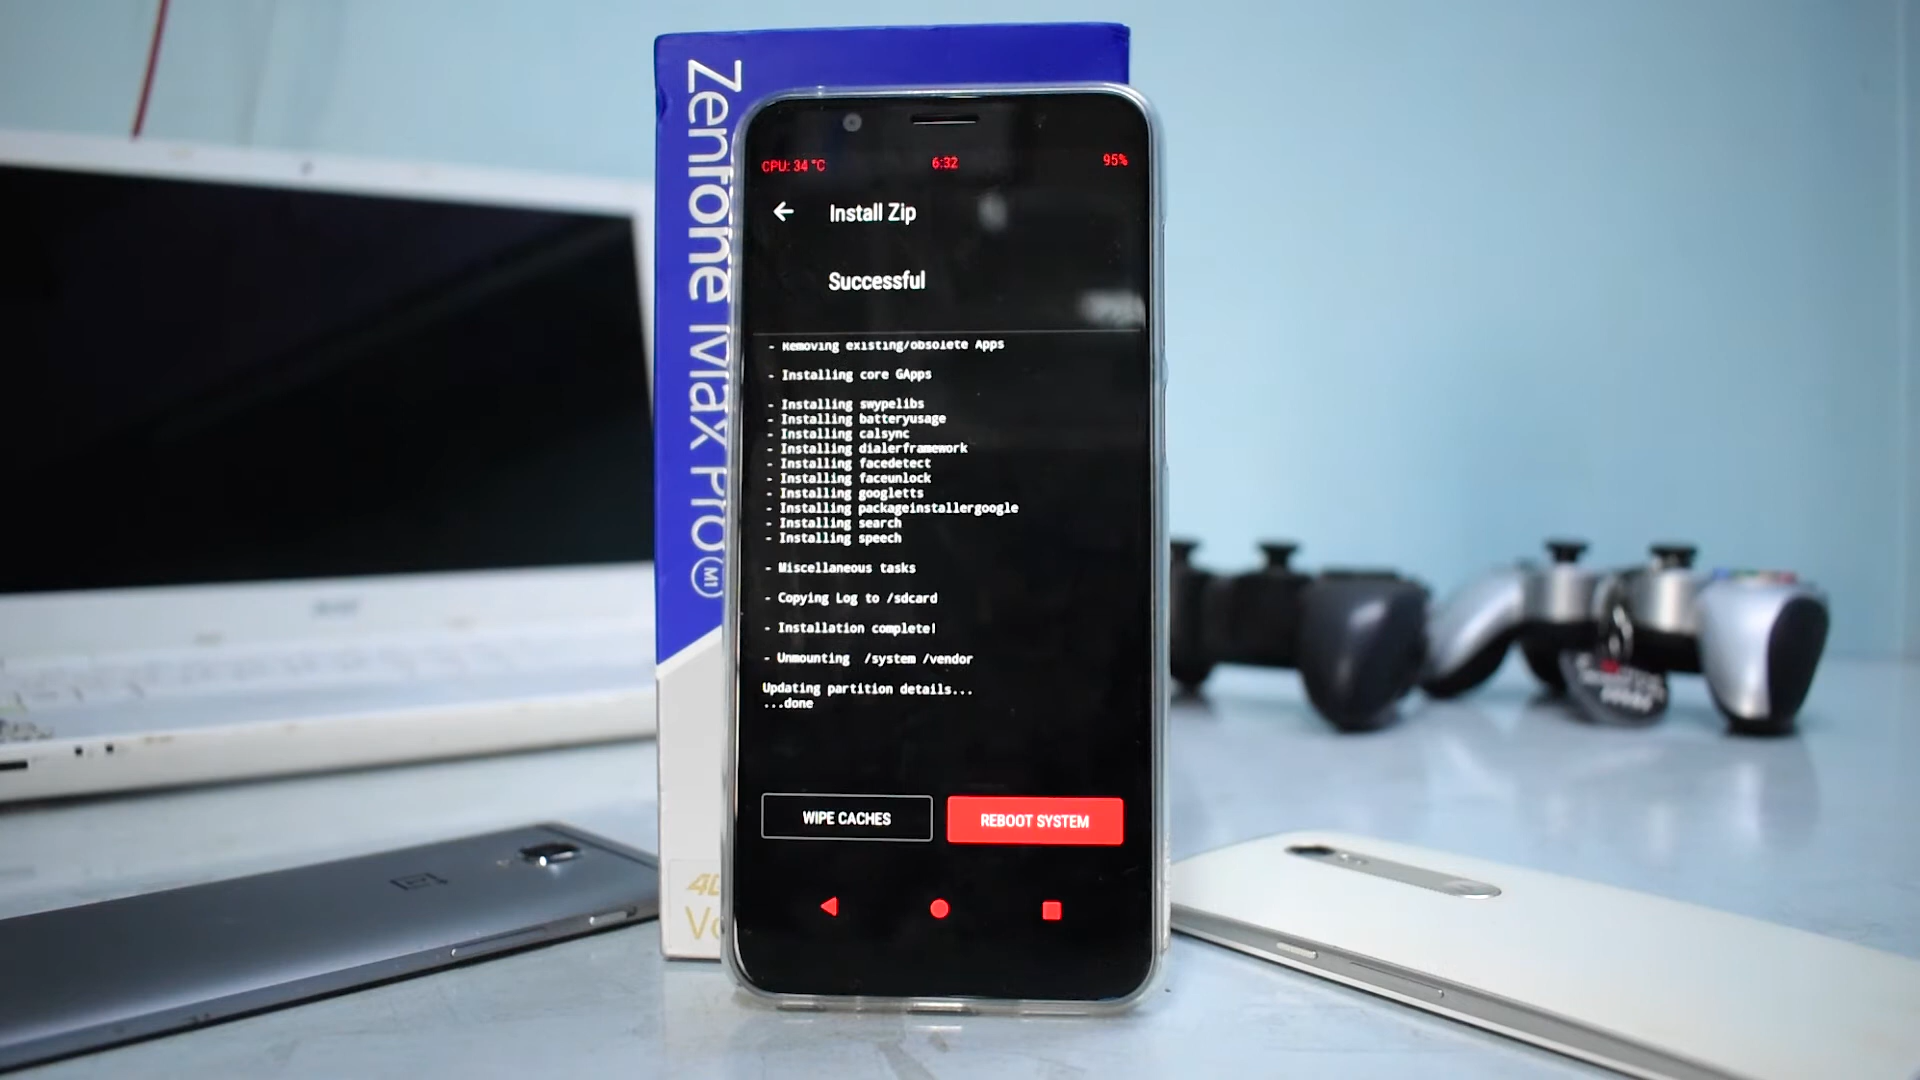 Zenfone Max Pro M1
CPU: 34 °C
6:32
95%
Install Zip
Successful
- Removing existing/obsolete Apps
- Installing core GApps
- Installing swypelibs
- Installing batteryusage
- Installing calsync
- Installing dialerframework
- Installing facedetect
- Installing faceunlock
- Installing googletts
- Installing packageinstallergoogle
- Installing search
- Installing speech
- Miscellaneous tasks
- Copying Log to /sdcard
- Installation complete!
- Unmounting /system /vendor
Updating partition details...
...done
WIPE CACHES
REBOOT SYSTEM